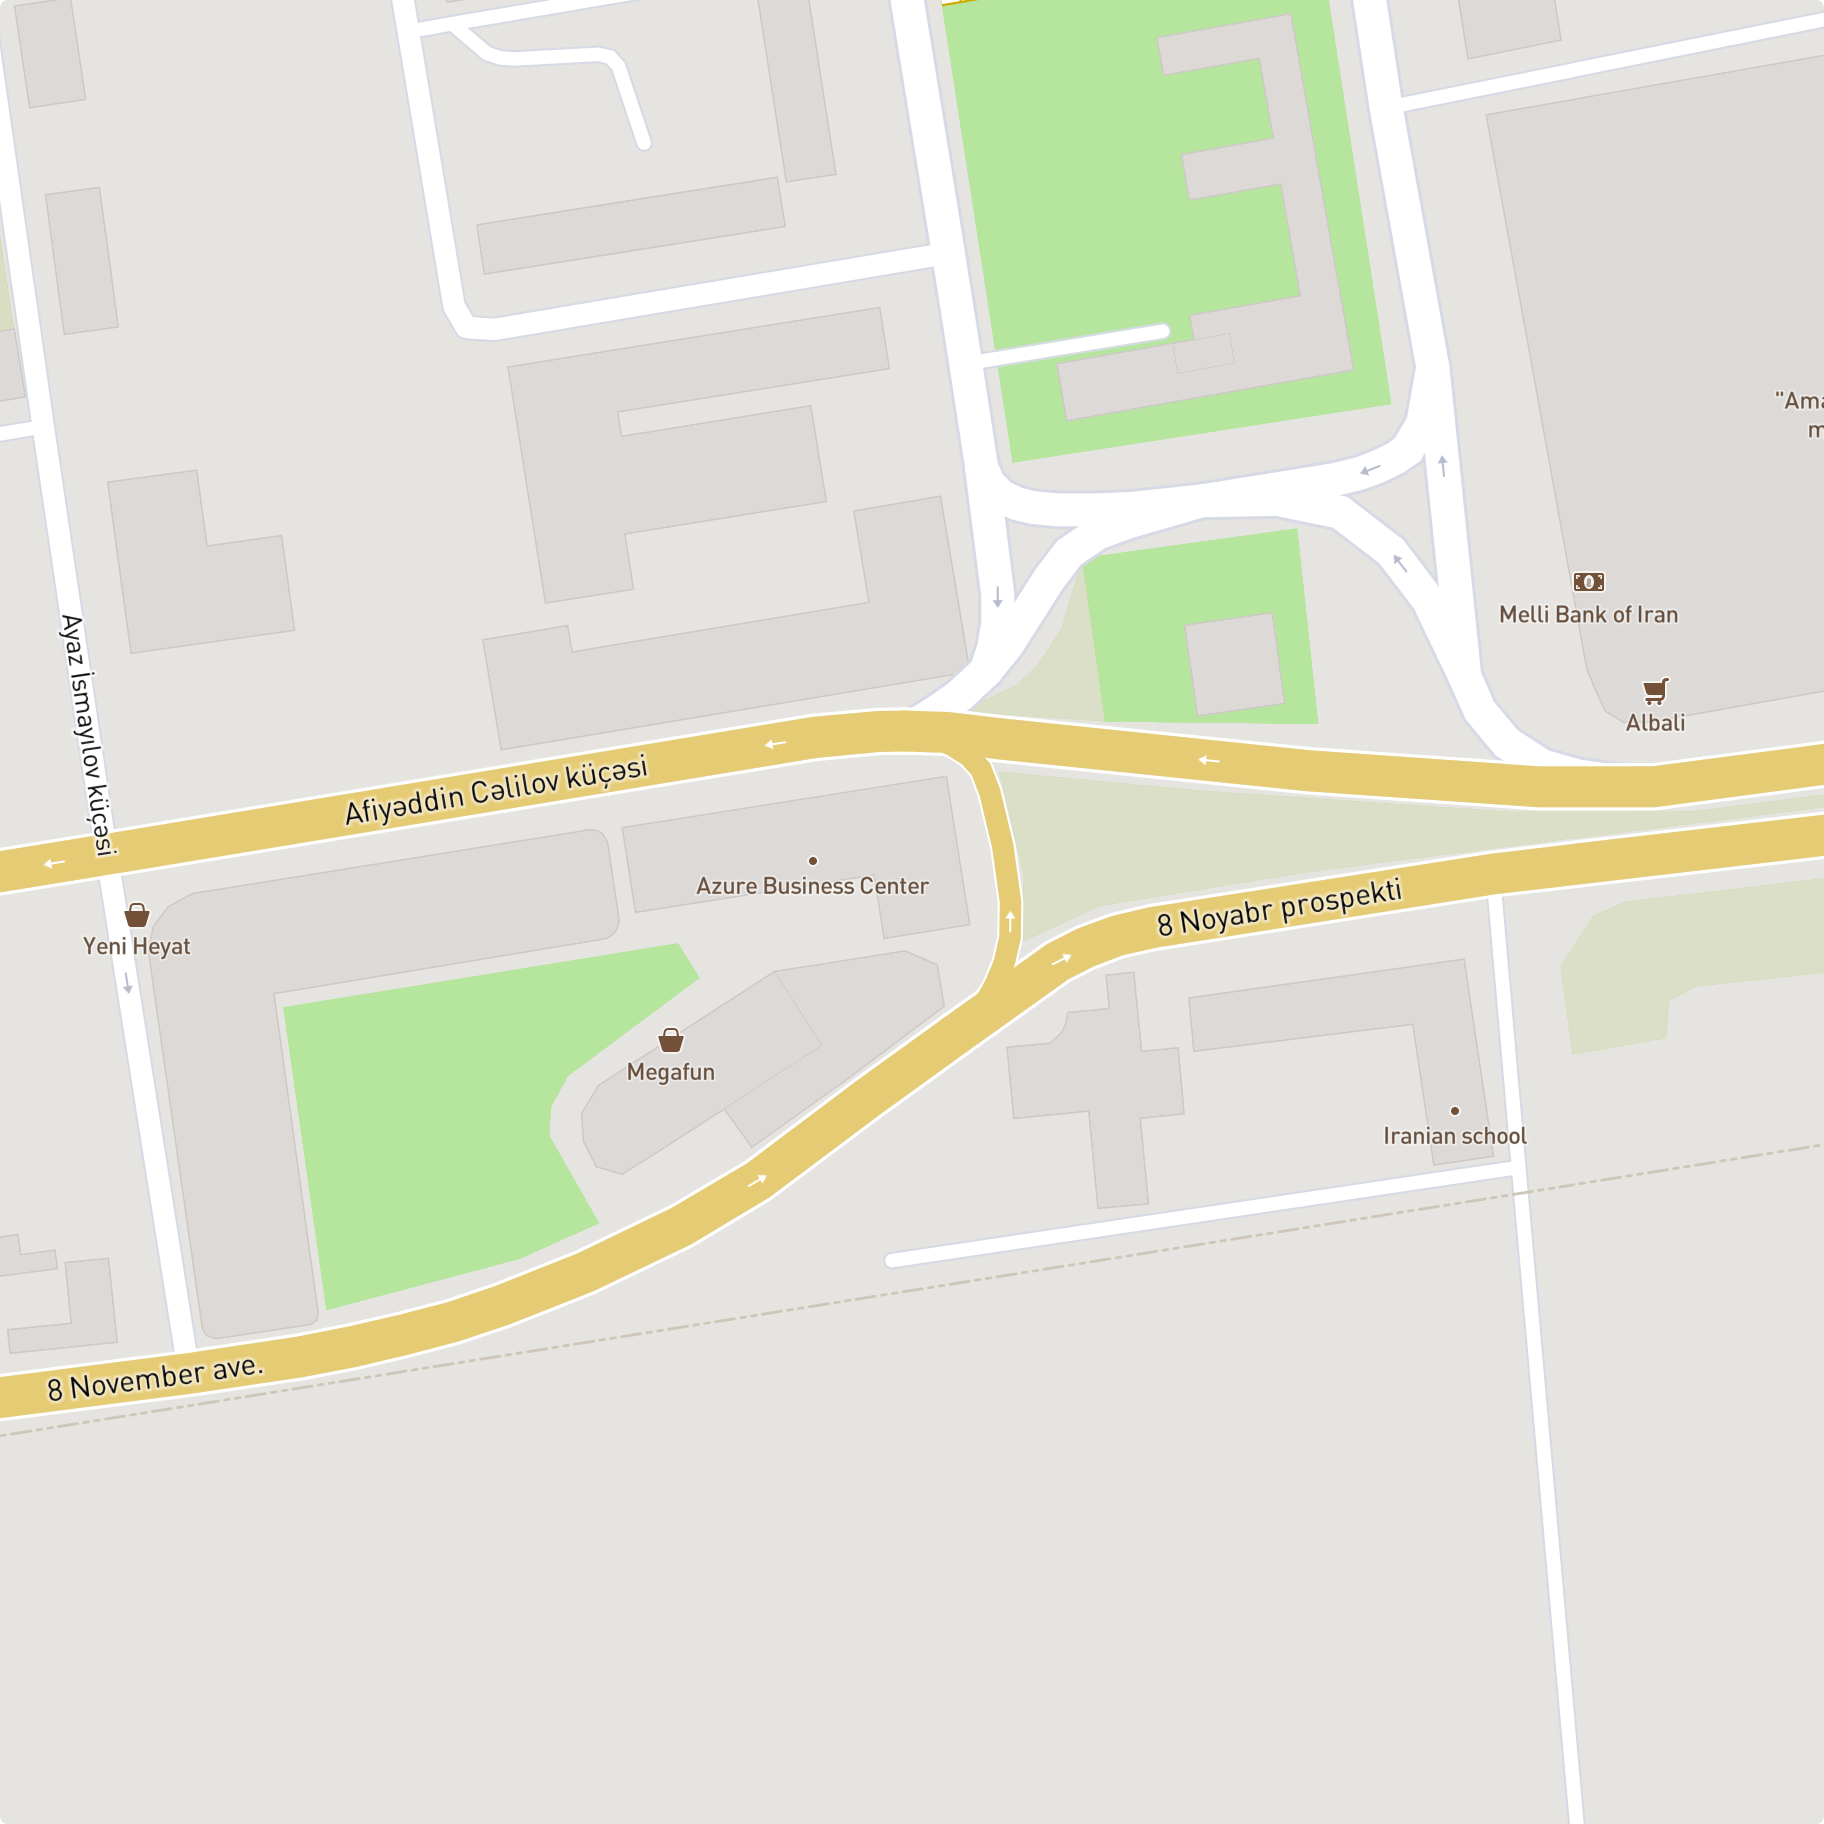 "Ama
m
Melli Bank of Iran
Albali
Ayaz İsmayılov küçəsi
Afiyəddin Cəlilov küçəsi
Azure Business Center
8 Noyabr prospekti
Yeni Heyat
Megafun
Iranian school
8 November ave.